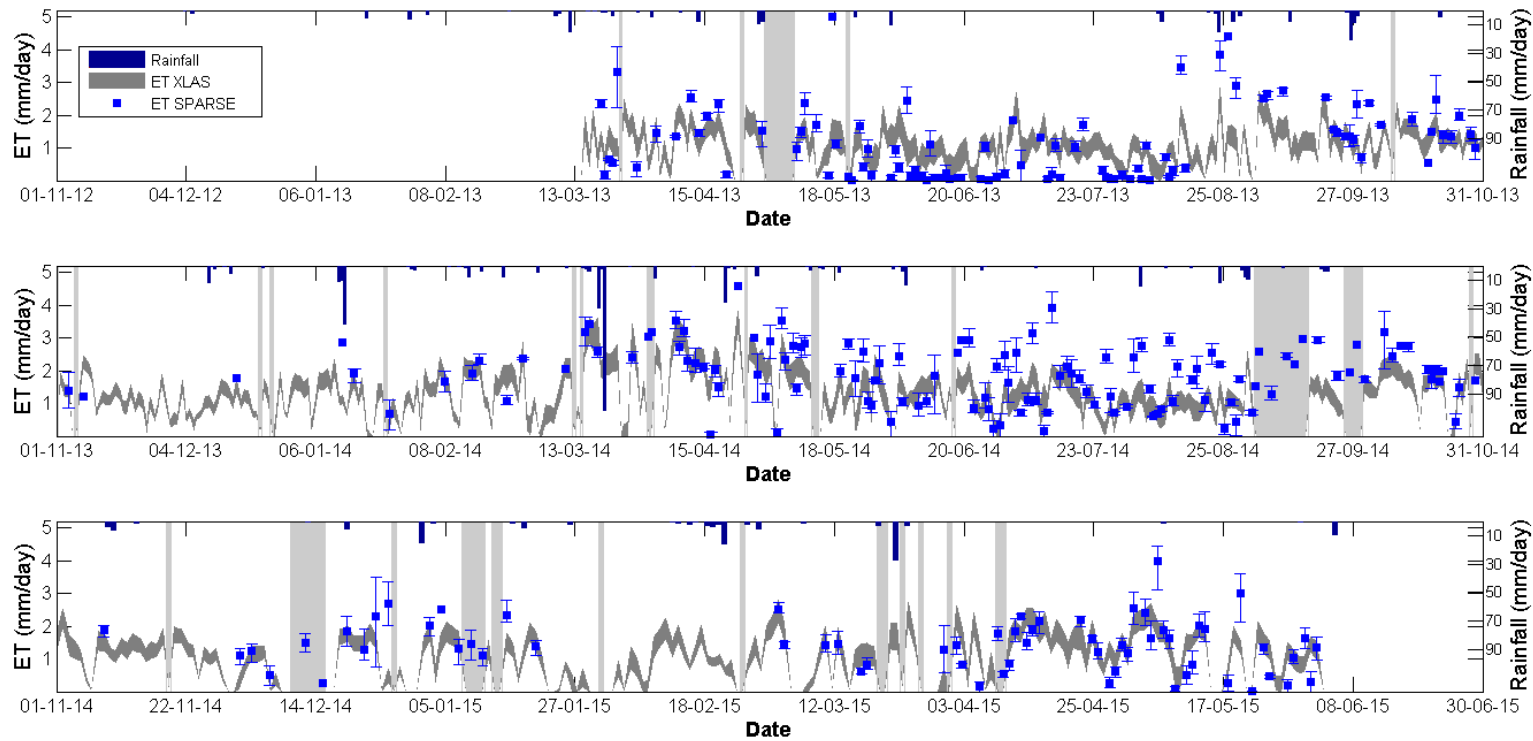 5
4
3
2
1
ET (mm/day)
Rainfall
ET XLAS
ET SPARSE
10
30
50
70
90
Rainfall (mm/day)
01-11-12 04-12-12 06-01-13 08-02-13 13-03-13 15-04-13 18-05-13 20-06-13 23-07-13 25-08-13 27-09-13 31-10-13
Date
5
4
3
2
1
ET (mm/day)
10
30
50
70
90
Rainfall (mm/day)
01-11-13 04-12-13 06-01-14 08-02-14 13-03-14 15-04-14 18-05-14 20-06-14 23-07-14 25-08-14 27-09-14 31-10-14
Date
5
4
3
2
1
ET (mm/day)
10
30
50
70
90
Rainfall (mm/day)
01-11-14 22-11-14 14-12-14 05-01-15 27-01-15 18-02-15 12-03-15 03-04-15 25-04-15 17-05-15 08-06-15 30-06-15
Date